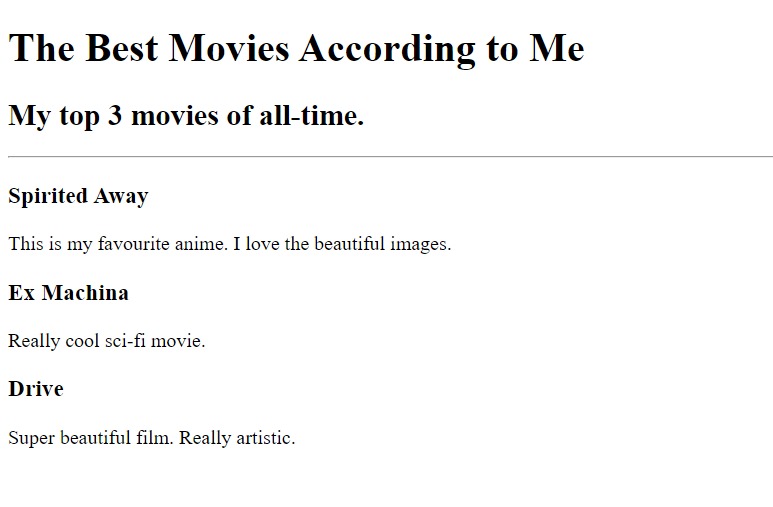 The Best Movies According to Me
My top 3 movies of all-time.
Spirited Away
This is my favourite anime. I love the beautiful images.
Ex Machina
Really cool sci-fi movie.
Drive
Super beautiful film. Really artistic.